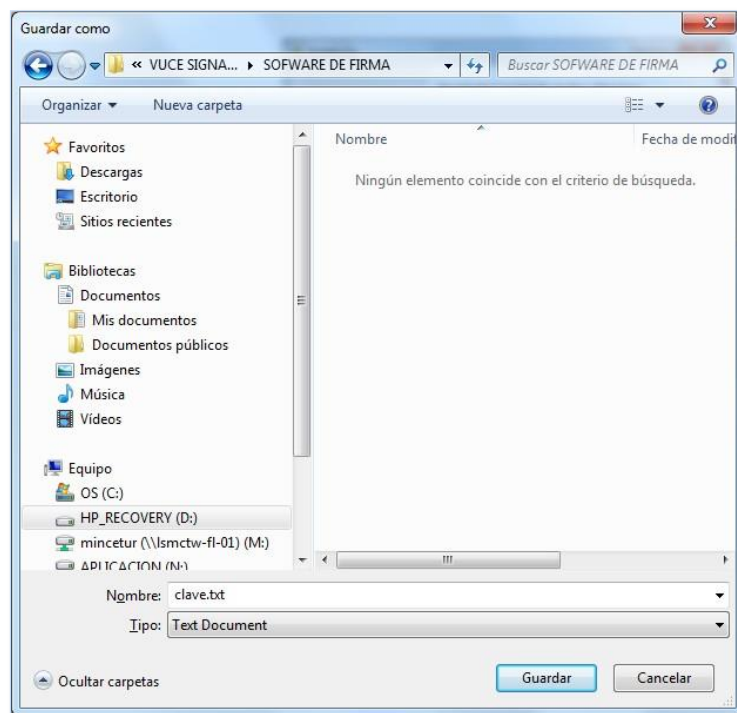 Guardar como
« VUCE SIGNA... ▸ SOFWARE DE FIRMA
Buscar SOFWARE DE FIRMA
Organizar
Nueva carpeta
Nombre
Fecha de modif
Ningún elemento coincide con el criterio de búsqueda.
Favoritos
Descargas
Escritorio
Sitios recientes
Bibliotecas
Documentos
Mis documentos
Documentos públicos
Imágenes
Música
Vídeos
Equipo
OS (C:)
HP_RECOVERY (D:)
mincetur (\\lsmctw-fl-01) (M:)
APLICACION (N:)
Nombre: clave.txt
Tipo: Text Document
Ocultar carpetas
Guardar
Cancelar